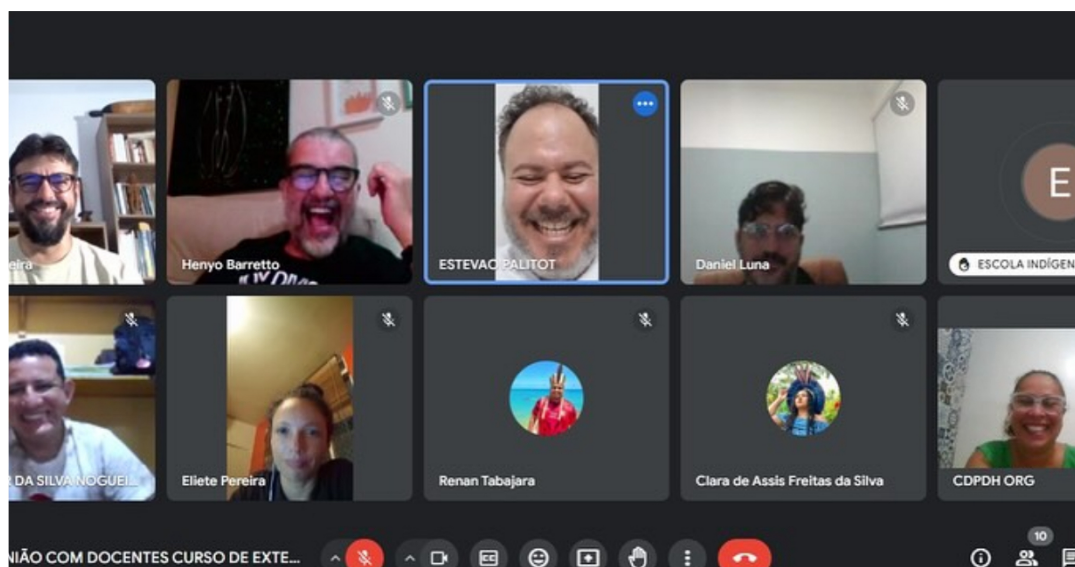 eira
Henyo Barretto
ESTEVAO PALITOT
Daniel Luna
E
ESCOLA INDÍGEN
DA SILVA NOGUEI...
Eliete Pereira
Renan Tabajara
Clara de Assis Freitas da Silva
CDPDH ORG
NIÃO COM DOCENTES CURSO DE EXTE...
10